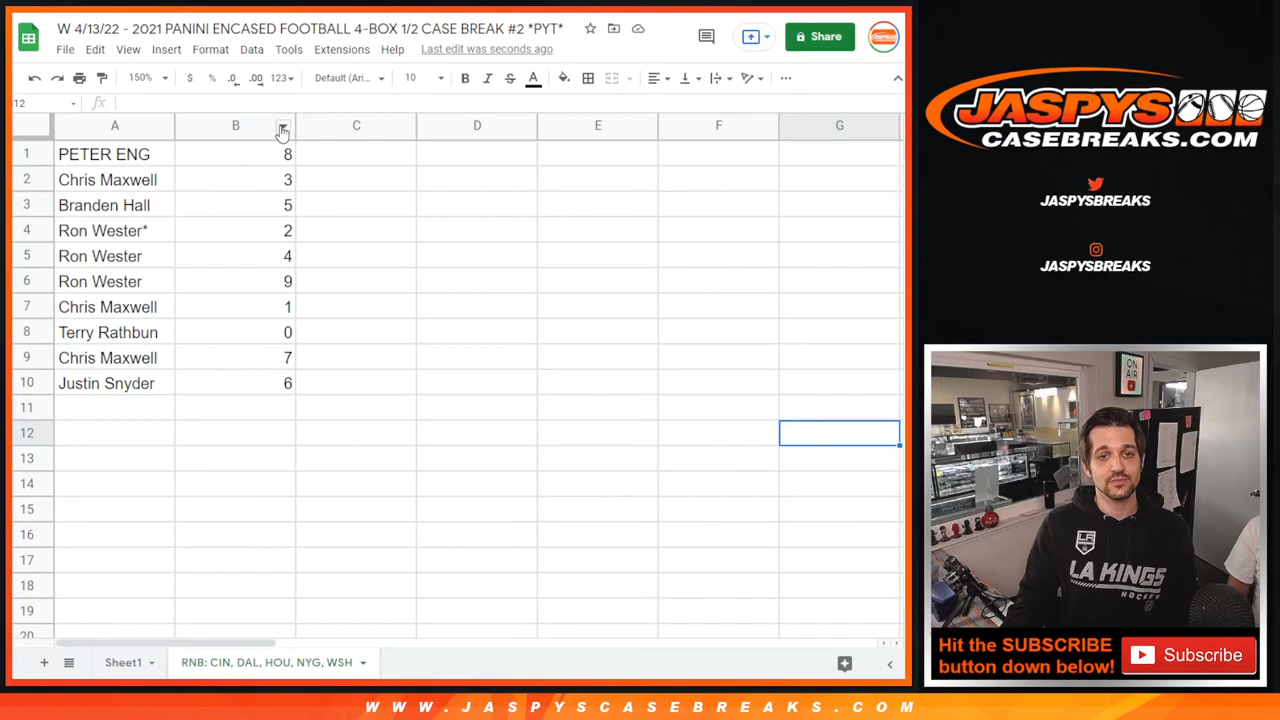 W 4/13/22 - 2021 PANINI ENCASED FOOTBALL 4-BOX 1/2 CASE BREAK #2 *PYT*
File Edit View Insert Format Data Tools Extensions Help Last edit was seconds ago
Share
150% $ % .0 .00 123 Default (Ari... 10 B I S A
12 fx
A B C D E F G
1 PETER ENG 8
2 Chris Maxwell 3
3 Branden Hall 5
4 Ron Wester* 2
5 Ron Wester 4
6 Ron Wester 9
7 Chris Maxwell 1
8 Terry Rathbun 0
9 Chris Maxwell 7
10 Justin Snyder 6
11
12
13
14
15
16
17
18
19
20
+ Sheet1 RNB: CIN, DAL, HOU, NYG, WSH
JASPYS
CASEBREAKS.COM
JASPYSBREAKS
JASPYSBREAKS
ON AIR
LA KINGS
HOCKEY
Hit the SUBSCRIBE
button down below!
Subscribe
WWW.JASPYSCASEBREAKS.COM